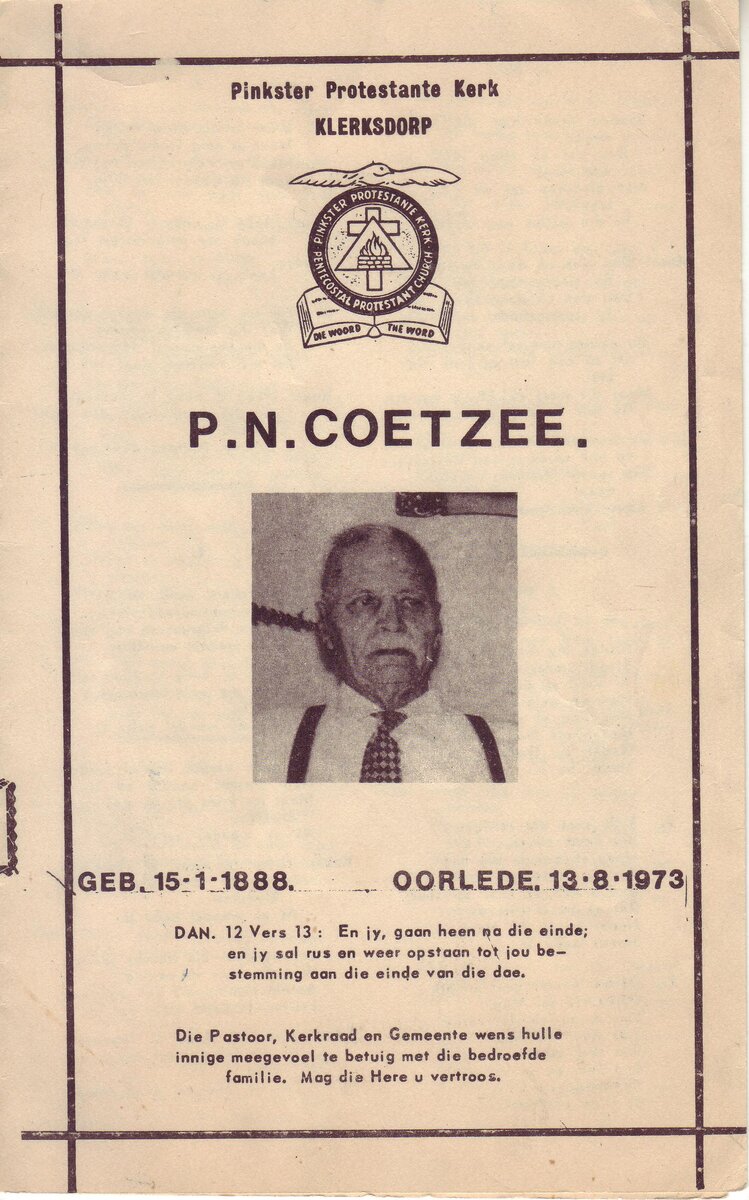 Pinkster Protestante Kerk
KLERKSDORP
PINKSTER PROTESTANTE KERK
PENTECOSTAL PROTESTANT CHURCH
DIE WOORD THE WORD
P.N.COETZEE.
GEB. 15-1-1888. OORLEDE. 13·8·1973
DAN. 12 Vers 13: En jy, gaan heen na die einde;
en jy sal rus en weer opstaan tot jou be-
stemming aan die einde van die dae.
Die Pastoor, Kerkraad en Gemeente wens hulle
innige meegevoel te betuig met die bedroefde
familie. Mag die Here u vertroos.